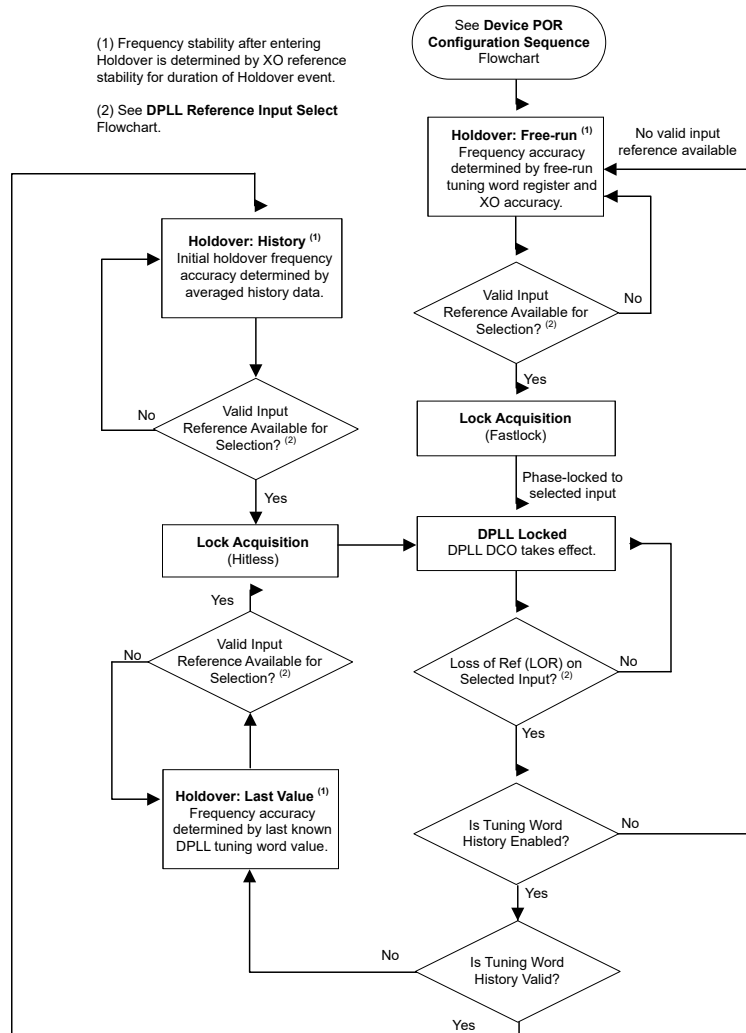 (1) Frequency stability after entering
Holdover is determined by XO reference
stability for duration of Holdover event.
(2) See DPLL Reference Input Select
Flowchart.
See Device POR
Configuration Sequence
Flowchart
Holdover: Free-run (1)
Frequency accuracy
determined by free-run
tuning word register and
XO accuracy.
No valid input
reference available
Valid Input
Reference Available for
Selection? (2)
No
Yes
Lock Acquisition
(Fastlock)
Phase-locked to
selected input
Holdover: History (1)
Initial holdover frequency
accuracy determined by
averaged history data.
No
Valid Input
Reference Available for
Selection? (2)
Yes
Lock Acquisition
(Hitless)
DPLL Locked
DPLL DCO takes effect.
Yes
No
Valid Input
Reference Available for
Selection? (2)
Loss of Ref (LOR) on
Selected Input? (2)
No
Yes
Holdover: Last Value (1)
Frequency accuracy
determined by last known
DPLL tuning word value.
Is Tuning Word
History Enabled?
No
Yes
No
Is Tuning Word
History Valid?
Yes